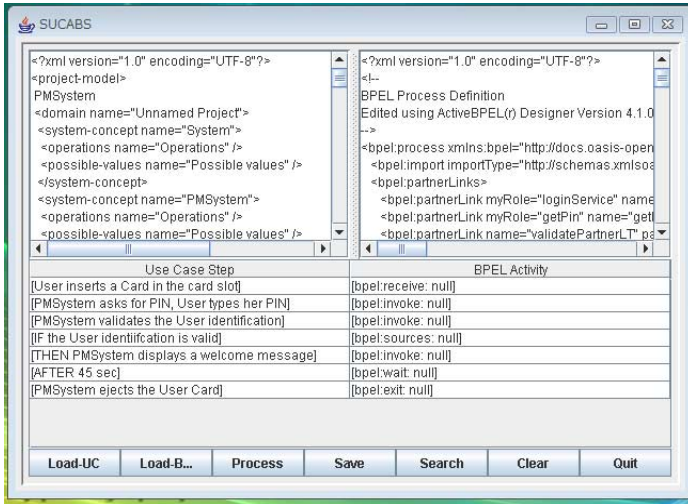 SUCABS
<?xml version="1.0" encoding="UTF-8"?>
<project-model>
PMSystem
<domain name="Unnamed Project">
<system-concept name="System">
<operations name="Operations" />
<possible-values name="Possible values" />
</system-concept>
<system-concept name="PMSystem">
<operations name="Operations" />
<possible-values name="Possible values" />
<?xml version="1.0" encoding="UTF-8"?>
<!--
BPEL Process Definition
Edited using ActiveBPEL(r) Designer Version 4.1.0
-->
<bpel:process xmlns:bpel="http://docs.oasis-open
<bpel:import importType="http://schemas.xmlsoa
<bpel:partnerLinks>
<bpel:partnerLink myRole="loginService" name
<bpel:partnerLink myRole="getPin" name="getl
<bpel:partnerLink name="validatePartnerLT" pa
Use Case Step BPEL Activity
[User inserts a Card in the card slot] [bpel:receive: null]
[PMSystem asks for PIN, User types her PIN] [bpel:invoke: null]
[PMSystem validates the User identification] [bpel:invoke: null]
[IF the User identiifcation is valid] [bpel:sources: null]
[THEN PMSystem displays a welcome message] [bpel:invoke: null]
[AFTER 45 sec] [bpel:wait: null]
[PMSystem ejects the User Card] [bpel:exit: null]
Load-UC Load-B... Process Save Search Clear Quit